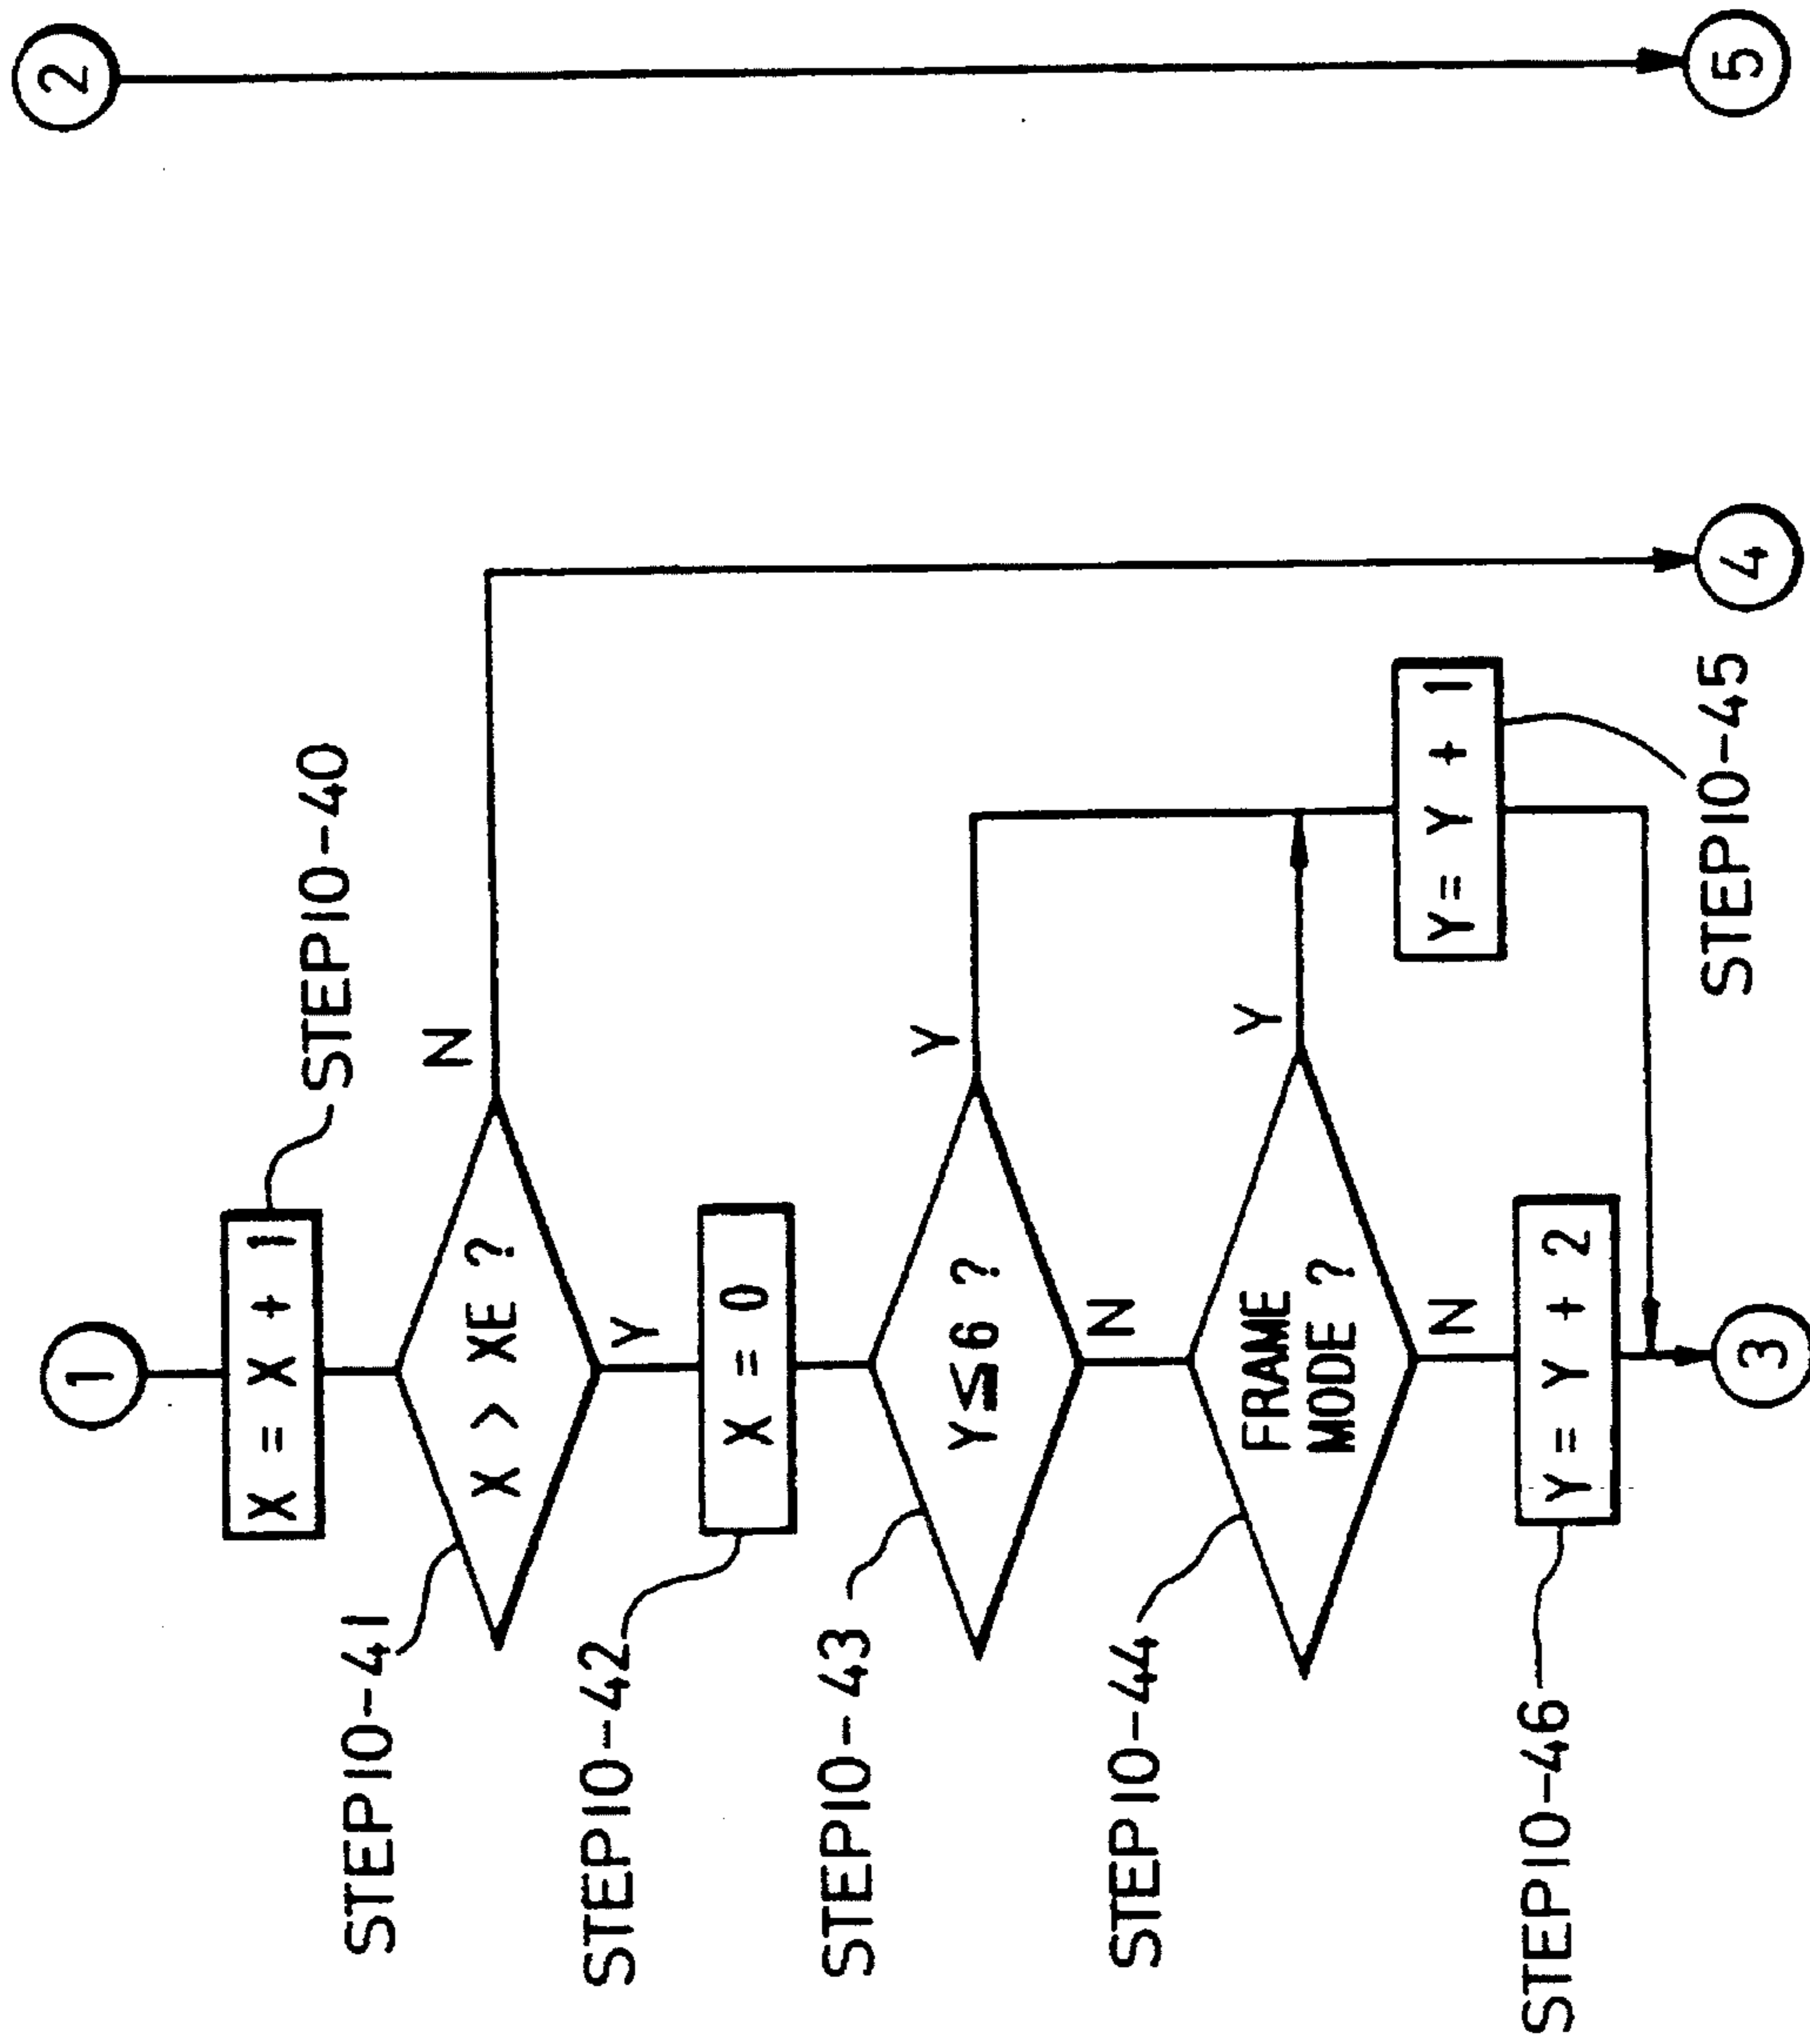 1
2
X = X + 1
STEP10-40
X > XE ?
N
Y
STEP10-41
X = 0
STEP10-42
Y≦6 ?
Y
N
STEP10-43
FRAME
MODE ?
Y
N
STEP10-44
Y = Y + 1
STEP10-45
Y = Y + 2
STEP10-46
3
4
5